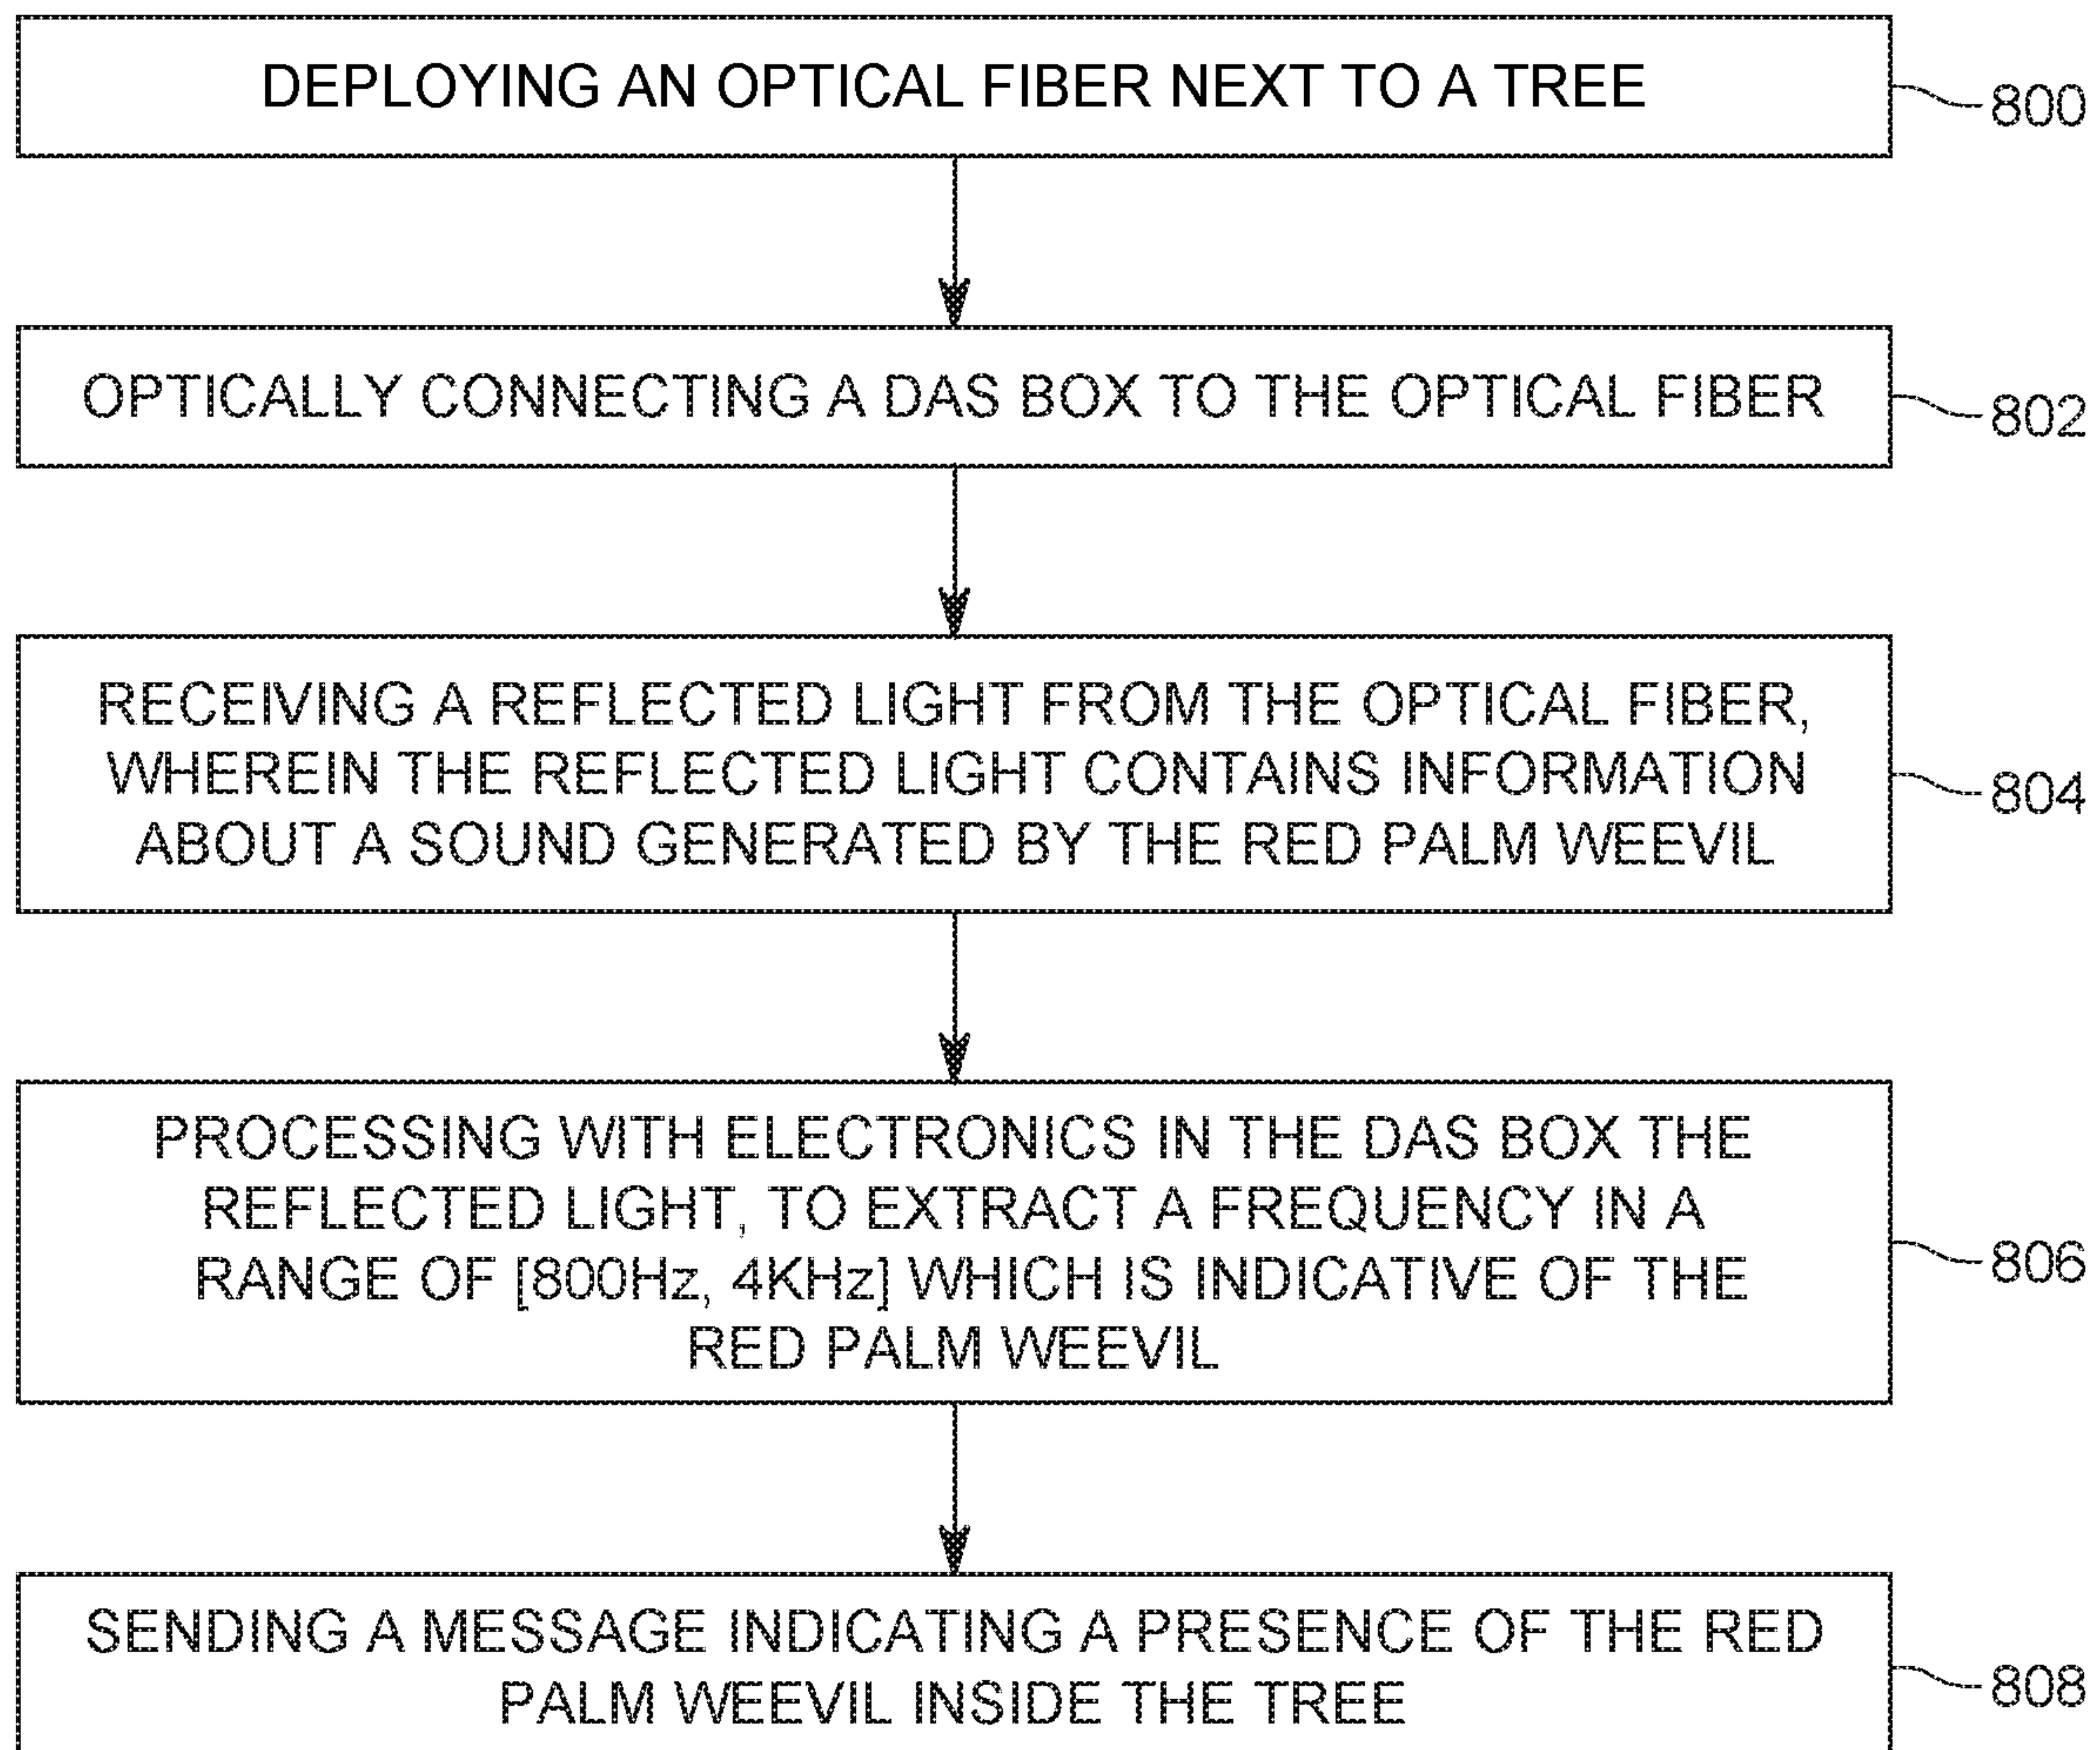 DEPLOYING AN OPTICAL FIBER NEXT TO A TREE
800
OPTICALLY CONNECTING A DAS BOX TO THE OPTICAL FIBER
802
RECEIVING A REFLECTED LIGHT FROM THE OPTICAL FIBER,
WHEREIN THE REFLECTED LIGHT CONTAINS INFORMATION
ABOUT A SOUND GENERATED BY THE RED PALM WEEVIL
804
PROCESSING WITH ELECTRONICS IN THE DAS BOX THE
REFLECTED LIGHT, TO EXTRACT A FREQUENCY IN A
RANGE OF [800Hz, 4KHz] WHICH IS INDICATIVE OF THE
RED PALM WEEVIL
806
SENDING A MESSAGE INDICATING A PRESENCE OF THE RED
PALM WEEVIL INSIDE THE TREE
808